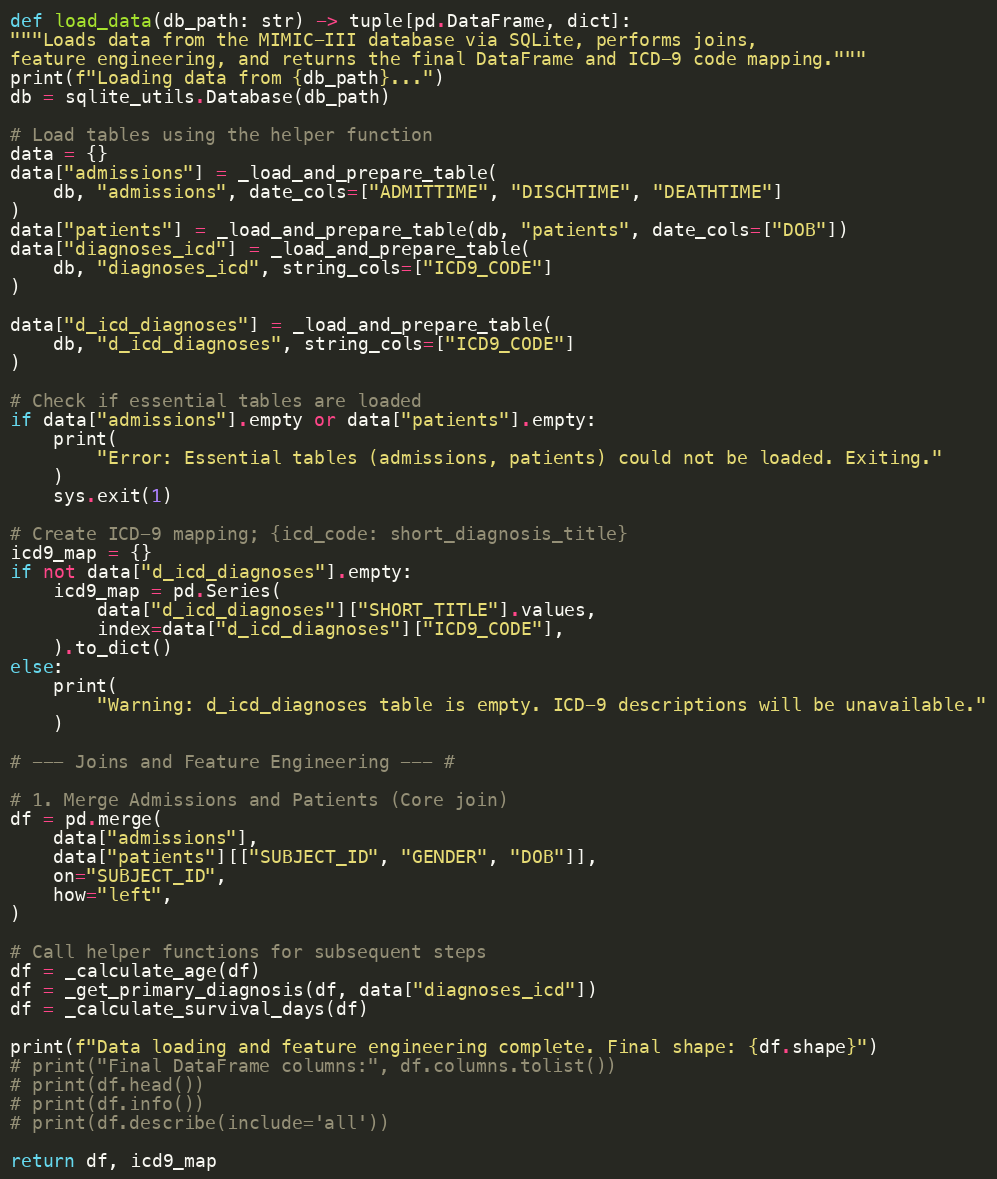 def load_data(db_path: str) -> tuple[pd.DataFrame, dict]:
"""Loads data from the MIMIC-III database via SQLite, performs joins,
feature engineering, and returns the final DataFrame and ICD-9 code mapping."""
print(f"Loading data from {db_path}...")
db = sqlite_utils.Database(db_path)

# Load tables using the helper function
data = {}
data["admissions"] = _load_and_prepare_table(
    db, "admissions", date_cols=["ADMITTIME", "DISCHTIME", "DEATHTIME"]
)
data["patients"] = _load_and_prepare_table(db, "patients", date_cols=["DOB"])
data["diagnoses_icd"] = _load_and_prepare_table(
    db, "diagnoses_icd", string_cols=["ICD9_CODE"]
)

data["d_icd_diagnoses"] = _load_and_prepare_table(
    db, "d_icd_diagnoses", string_cols=["ICD9_CODE"]
)

# Check if essential tables are loaded
if data["admissions"].empty or data["patients"].empty:
    print(
        "Error: Essential tables (admissions, patients) could not be loaded. Exiting."
    )
    sys.exit(1)

# Create ICD-9 mapping; {icd_code: short_diagnosis_title}
icd9_map = {}
if not data["d_icd_diagnoses"].empty:
    icd9_map = pd.Series(
        data["d_icd_diagnoses"]["SHORT_TITLE"].values,
        index=data["d_icd_diagnoses"]["ICD9_CODE"],
    ).to_dict()
else:
    print(
        "Warning: d_icd_diagnoses table is empty. ICD-9 descriptions will be unavailable."
    )

# --- Joins and Feature Engineering --- #

# 1. Merge Admissions and Patients (Core join)
df = pd.merge(
    data["admissions"],
    data["patients"][["SUBJECT_ID", "GENDER", "DOB"]],
    on="SUBJECT_ID",
    how="left",
)

# Call helper functions for subsequent steps
df = _calculate_age(df)
df = _get_primary_diagnosis(df, data["diagnoses_icd"])
df = _calculate_survival_days(df)

print(f"Data loading and feature engineering complete. Final shape: {df.shape}")
# print("Final DataFrame columns:", df.columns.tolist())
# print(df.head())
# print(df.info())
# print(df.describe(include='all'))

return df, icd9_map